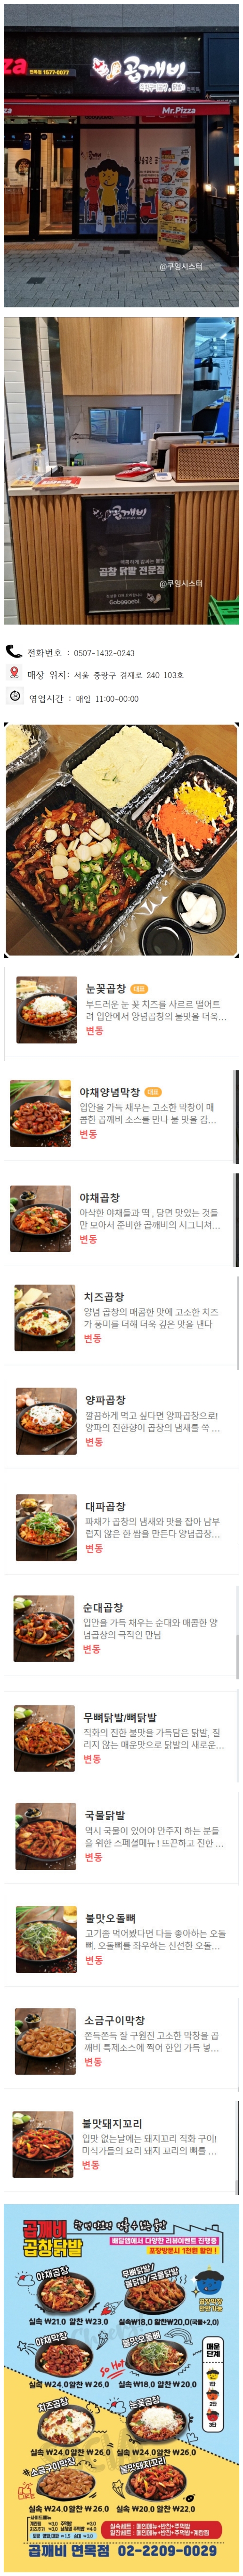 za
면목점 1577-0077
곱깨비
Mr.Pizza
@쿠잉시스터
곱깨비
곱창 닭발 전문점
Gobggaebi
@쿠잉시스터
전화번호 : 0507-1432-0243
매장 위치: 서울 중랑구 겸재로 240 103호
영업시간 : 매일 11:00-00:00
눈꽃곱창 대표
부드러운 눈 꽃 치즈를 사르르 떨어트
려 입안에서 양념곱창의 불맛을 더욱…
변동
야채양념막창 대표
입안을 가득 채우는 고소한 막창이 매
콤한 곱깨비 소스를 만나 불 맛을 감…
변동
야채곱창
아삭한 야채들과 떡 , 당면 맛있는 것들
만 모아서 준비한 곱깨비의 시그니쳐…
변동
치즈곱창
양념 곱창의 매콤한 맛에 고소한 치즈
가 풍미를 더해 더욱 깊은 맛을 낸다
변동
양파곱창
깔끔하게 먹고 싶다면 양파곱창으로!
양파의 진한향이 곱창의 냄새를 쏙 …
변동
대파곱창
파채가 곱창의 냄새와 맛을 잡아 남부
럽지 않은 한 쌈을 만든다 양념곱창…
변동
순대곱창
입안을 가득 채우는 순대와 매콤한 양
념곱창의 극적인 만남
변동
무뼈닭발/뼈닭발
직화의 진한 불맛을 가득담은 닭발, 질
리지 않는 매운맛으로 닭발의 새로운…
변동
국물닭발
역시 국물이 있어야 안주지 하는 분들
을 위한 스페셜메뉴 ! 뜨끈하고 진한 …
변동
불맛오돌뼈
고기좀 먹어봤다면 다들 좋아하는 오돌
뼈. 오돌뼈를 좌우하는 신선한 오돌…
변동
소금구이막창
쫀득쫀득 잘 구워진 고소한 막창을 곱
깨비 특제소스에 찍어 한입 가득 넣…
변동
불맛돼지꼬리
입맛 없는날에는 돼지꼬리 직화 구이!
미식가들의 요리 돼지 꼬리의 뼈를 …
변동
곱깨비
곱창닭발
배달앱에서 다양한 리뷰이벤트 진행중
포장방문시 1천원 할인 !
야채곱창
실속 ₩21.0 알찬 ₩23.0
실속₩18.0 알찬₩20.0(국물+2.0)
야채막창
불맛오돌뼈
매운
단계
1단
2단
3단
실속 ₩24.0 알찬 ₩26.0
So Hot
실속 ₩18.0 알찬 ₩20.0
치즈곱창
눈꽃곱창
실속 ₩24.0 알찬 ₩26.0
실속 ₩24.0 알찬 ₩26.0
소금구이막창
불맛돼지꼬리
실속 ₩24.0 알찬 ₩26.0
실속 ₩20.0 알찬 ₩22.0
곱깨비 면목점 02-2209-0029